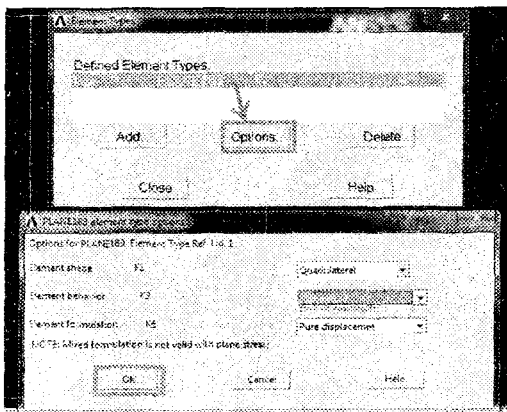 Element Types
Defined Element Types:
Add...
Options...
Delete
Close
Help
PLANE183 element type
Options for PLANE183, Element Type Ref. No. 1
Element shape K1
Quadrilateral
Element behavior K3
Element formulation K6
Pure displacemnt
NOTE: Mixed formulation is not valid with plane stress
OK
Cancel
Help